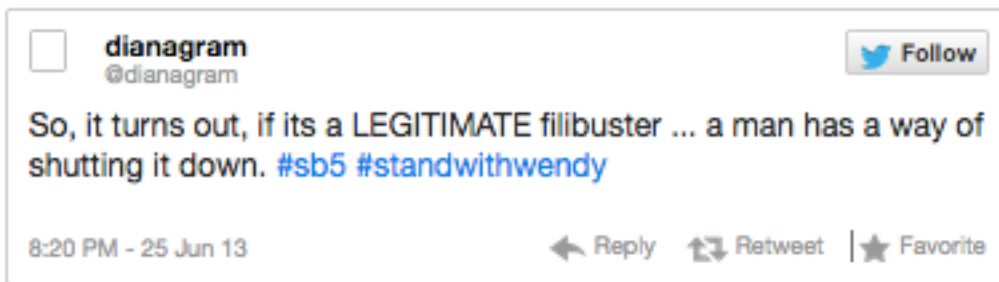 dianagram
@dianagram
Follow
So, it turns out, if its a LEGITIMATE filibuster ... a man has a way of
shutting it down. #sb5 #standwithwendy
8:20 PM - 25 Jun 13
Reply Retweet Favorite